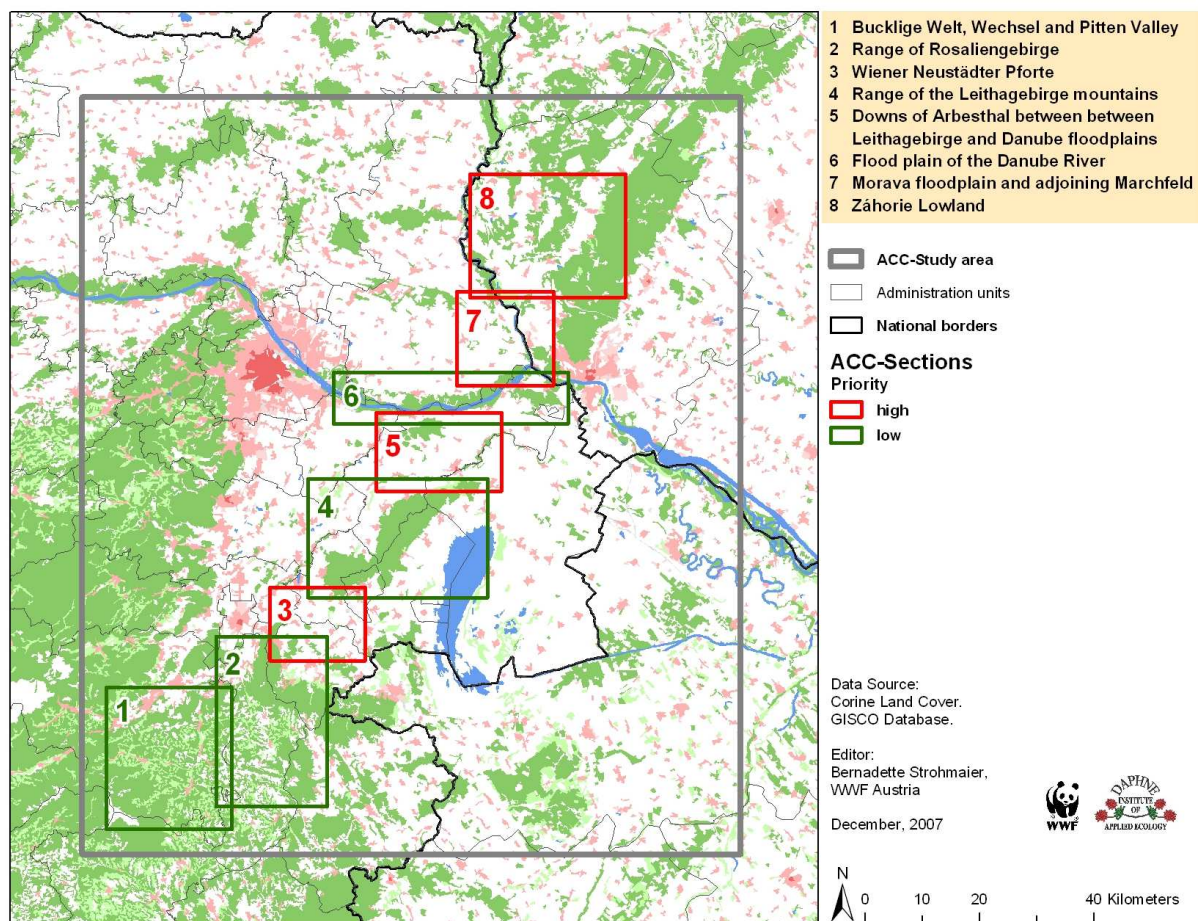 1 Bucklige Welt, Wechsel and Pitten Valley
2 Range of Rosaliengebirge
3 Wiener Neustädter Pforte
4 Range of the Leithagebirge mountains
5 Downs of Arbesthal between between
Leithagebirge and Danube floodplains
6 Flood plain of the Danube River
7 Morava floodplain and adjoining Marchfeld
8 Záhorie Lowland
ACC-Study area
Administration units
National borders
ACC-Sections
Priority
high
low
8
7
6
5
4
3
2
1
Data Source:
Corine Land Cover.
GISCO Database.
Editor:
Bernadette Strohmaier,
WWF Austria
December, 2007
WWF
DAPHNE
INSTITUTE
OF
APPLIED ECOLOGY
N
0 10 20 40 Kilometers